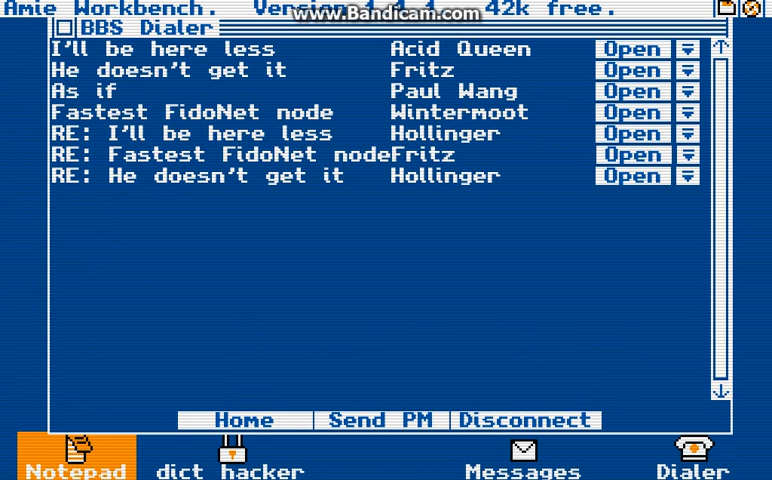 Amie Workbench. Version 1.1.1 42k free.
www.Bandicam.com
BBS Dialer
I'll be here less Acid Queen Open
He doesn't get it Fritz Open
As if Paul Wang Open
Fastest FidoNet node Wintermoot Open
RE: I'll be here less Hollinger Open
RE: Fastest FidoNet node Fritz Open
RE: He doesn't get it Hollinger Open
Home Send PM Disconnect
Notepad dict hacker Messages Dialer